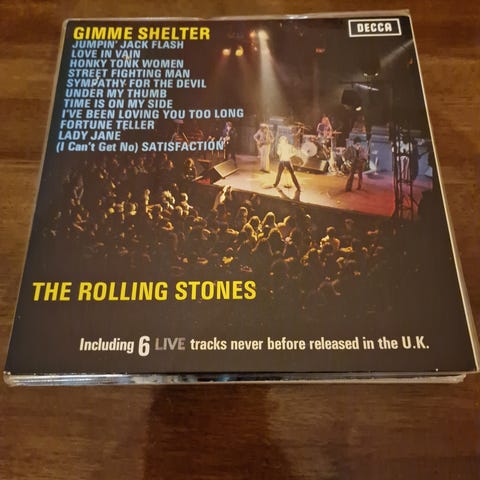 GIMME SHELTER
DECCA
JUMPIN' JACK FLASH
LOVE IN VAIN
HONKY TONK WOMEN
STREET FIGHTING MAN
SYMPATHY FOR THE DEVIL
UNDER MY THUMB
TIME IS ON MY SIDE
I'VE BEEN LOVING YOU TOO LONG
FORTUNE TELLER
LADY JANE
(I Can't Get No) SATISFACTION
THE ROLLING STONES
Including 6 LIVE tracks never before released in the U.K.